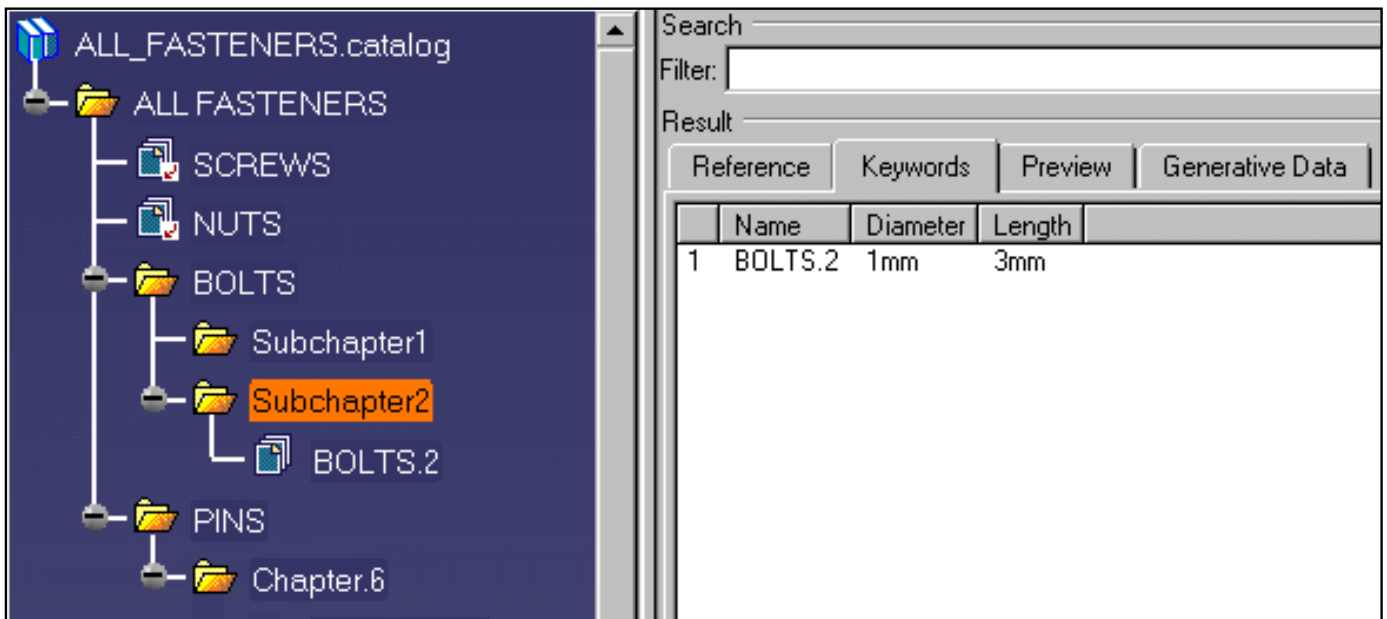 ALL_FASTENERS.catalog
ALL FASTENERS
SCREWS
NUTS
BOLTS
Subchapter1
Subchapter2
BOLTS.2
PINS
Chapter.6
Search
Filter:
Result
Reference Keywords Preview Generative Data
Name Diameter Length
1 BOLTS.2 1mm 3mm